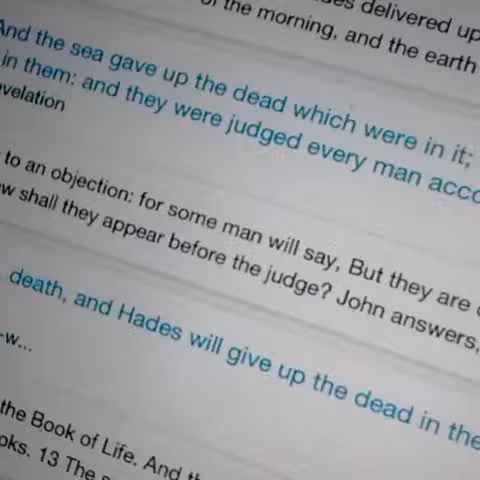 delivered up
the morning, and the earth
And the sea gave up the dead which were in it;
in them: and they were judged every man acco
velation
to an objection: for some man will say, But they are
w shall they appear before the judge? John answers,
death, and Hades will give up the dead in the
-w...
the Book of Life. And
oks. 13 The